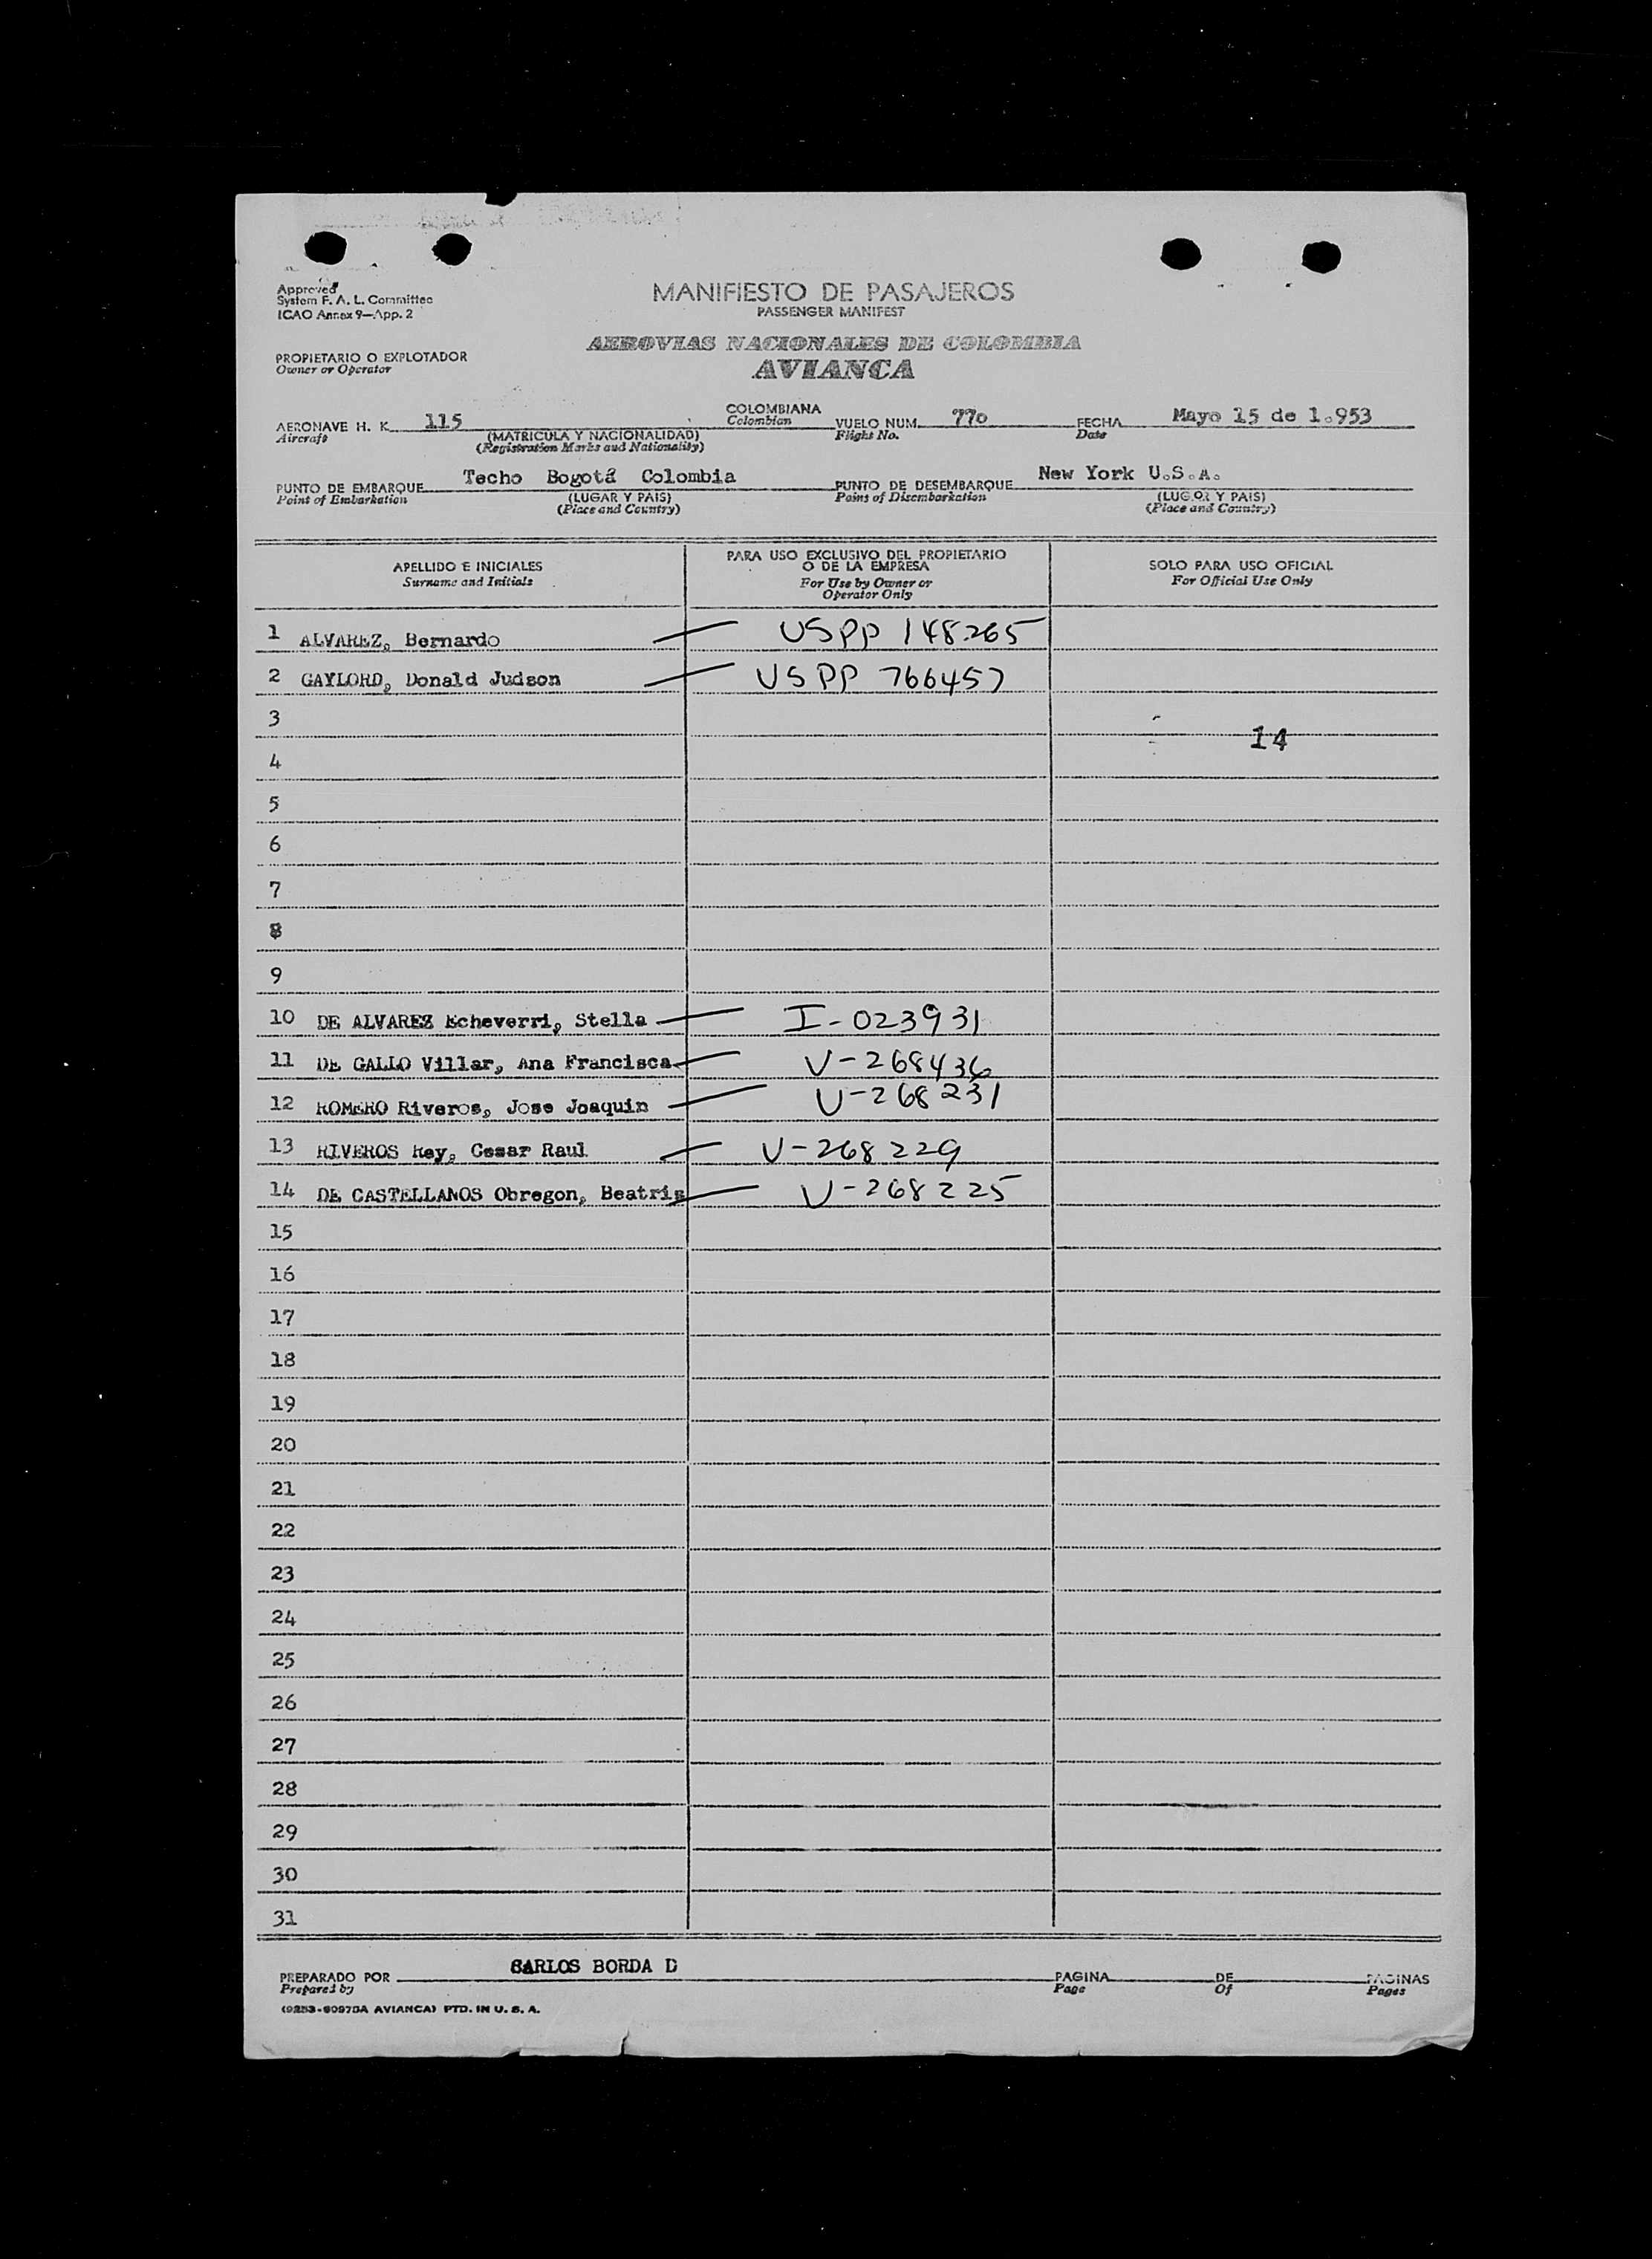 Approved
System F. A. L. Committee
ICAO Annex 9—App. 2
MANIFIESTO DE PASAJEROS
PASSENGER MANIFEST
AEROVIAS NACIONALES DE COLOMBIA
AVIANCA
PROPIETARIO O EXPLOTADOR
Owner or Operator
AERONAVE H. K. 115 COLOMBIANA VUELO NUM. 770 FECHA Mayo 15 de 1.953
Aircraft (MATRICULA Y NACIONALIDAD) Colombian Flight No. Date
(Registration Marks and Nationality)
PUNTO DE EMBARQUE Techo Bogotá Colombia PUNTO DE DESEMBARQUE New York U.S.A.
Point of Embarkation (LUGAR Y PAIS) Point of Disembarkation (LUGAR Y PAIS)
(Place and Country) (Place and Country)
APELLIDO E INICIALES
Surname and Initials
PARA USO EXCLUSIVO DEL PROPIETARIO
O DE LA EMPRESA
For Use by Owner or
Operator Only
SOLO PARA USO OFICIAL
For Official Use Only
1 ALVAREZ, Bernardo — USPP 148265
2 GAYLORD, Donald Judson — USPP 766457
3
14
4
5
6
7
8
9
10 DE ALVAREZ Echeverri, Stella — I-023931
11 DE GALLO Villar, Ana Francisca — V-268436
12 ROMERO Riveros, Jose Joaquin — V-268231
13 RIVEROS Rey, Cesar Raul — V-268229
14 DE CASTELLANOS Obregon, Beatris — V-268225
15
16
17
18
19
20
21
22
23
24
25
26
27
28
29
30
31
PREPARADO POR CARLOS BORDA D PAGINA DE PAGINAS
Prepared by Page Of Pages
(9253-60970A AVIANCA) PTD. IN U. S. A.